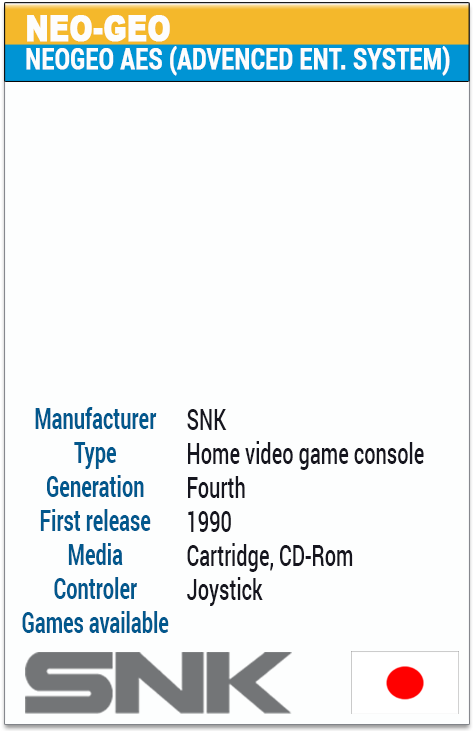 NEO-GEO
NEOGEO AES (ADVENCED ENT. SYSTEM)
Manufacturer SNK
Type Home video game console
Generation Fourth
First release 1990
Media Cartridge, CD-Rom
Controler Joystick
Games available
SNK